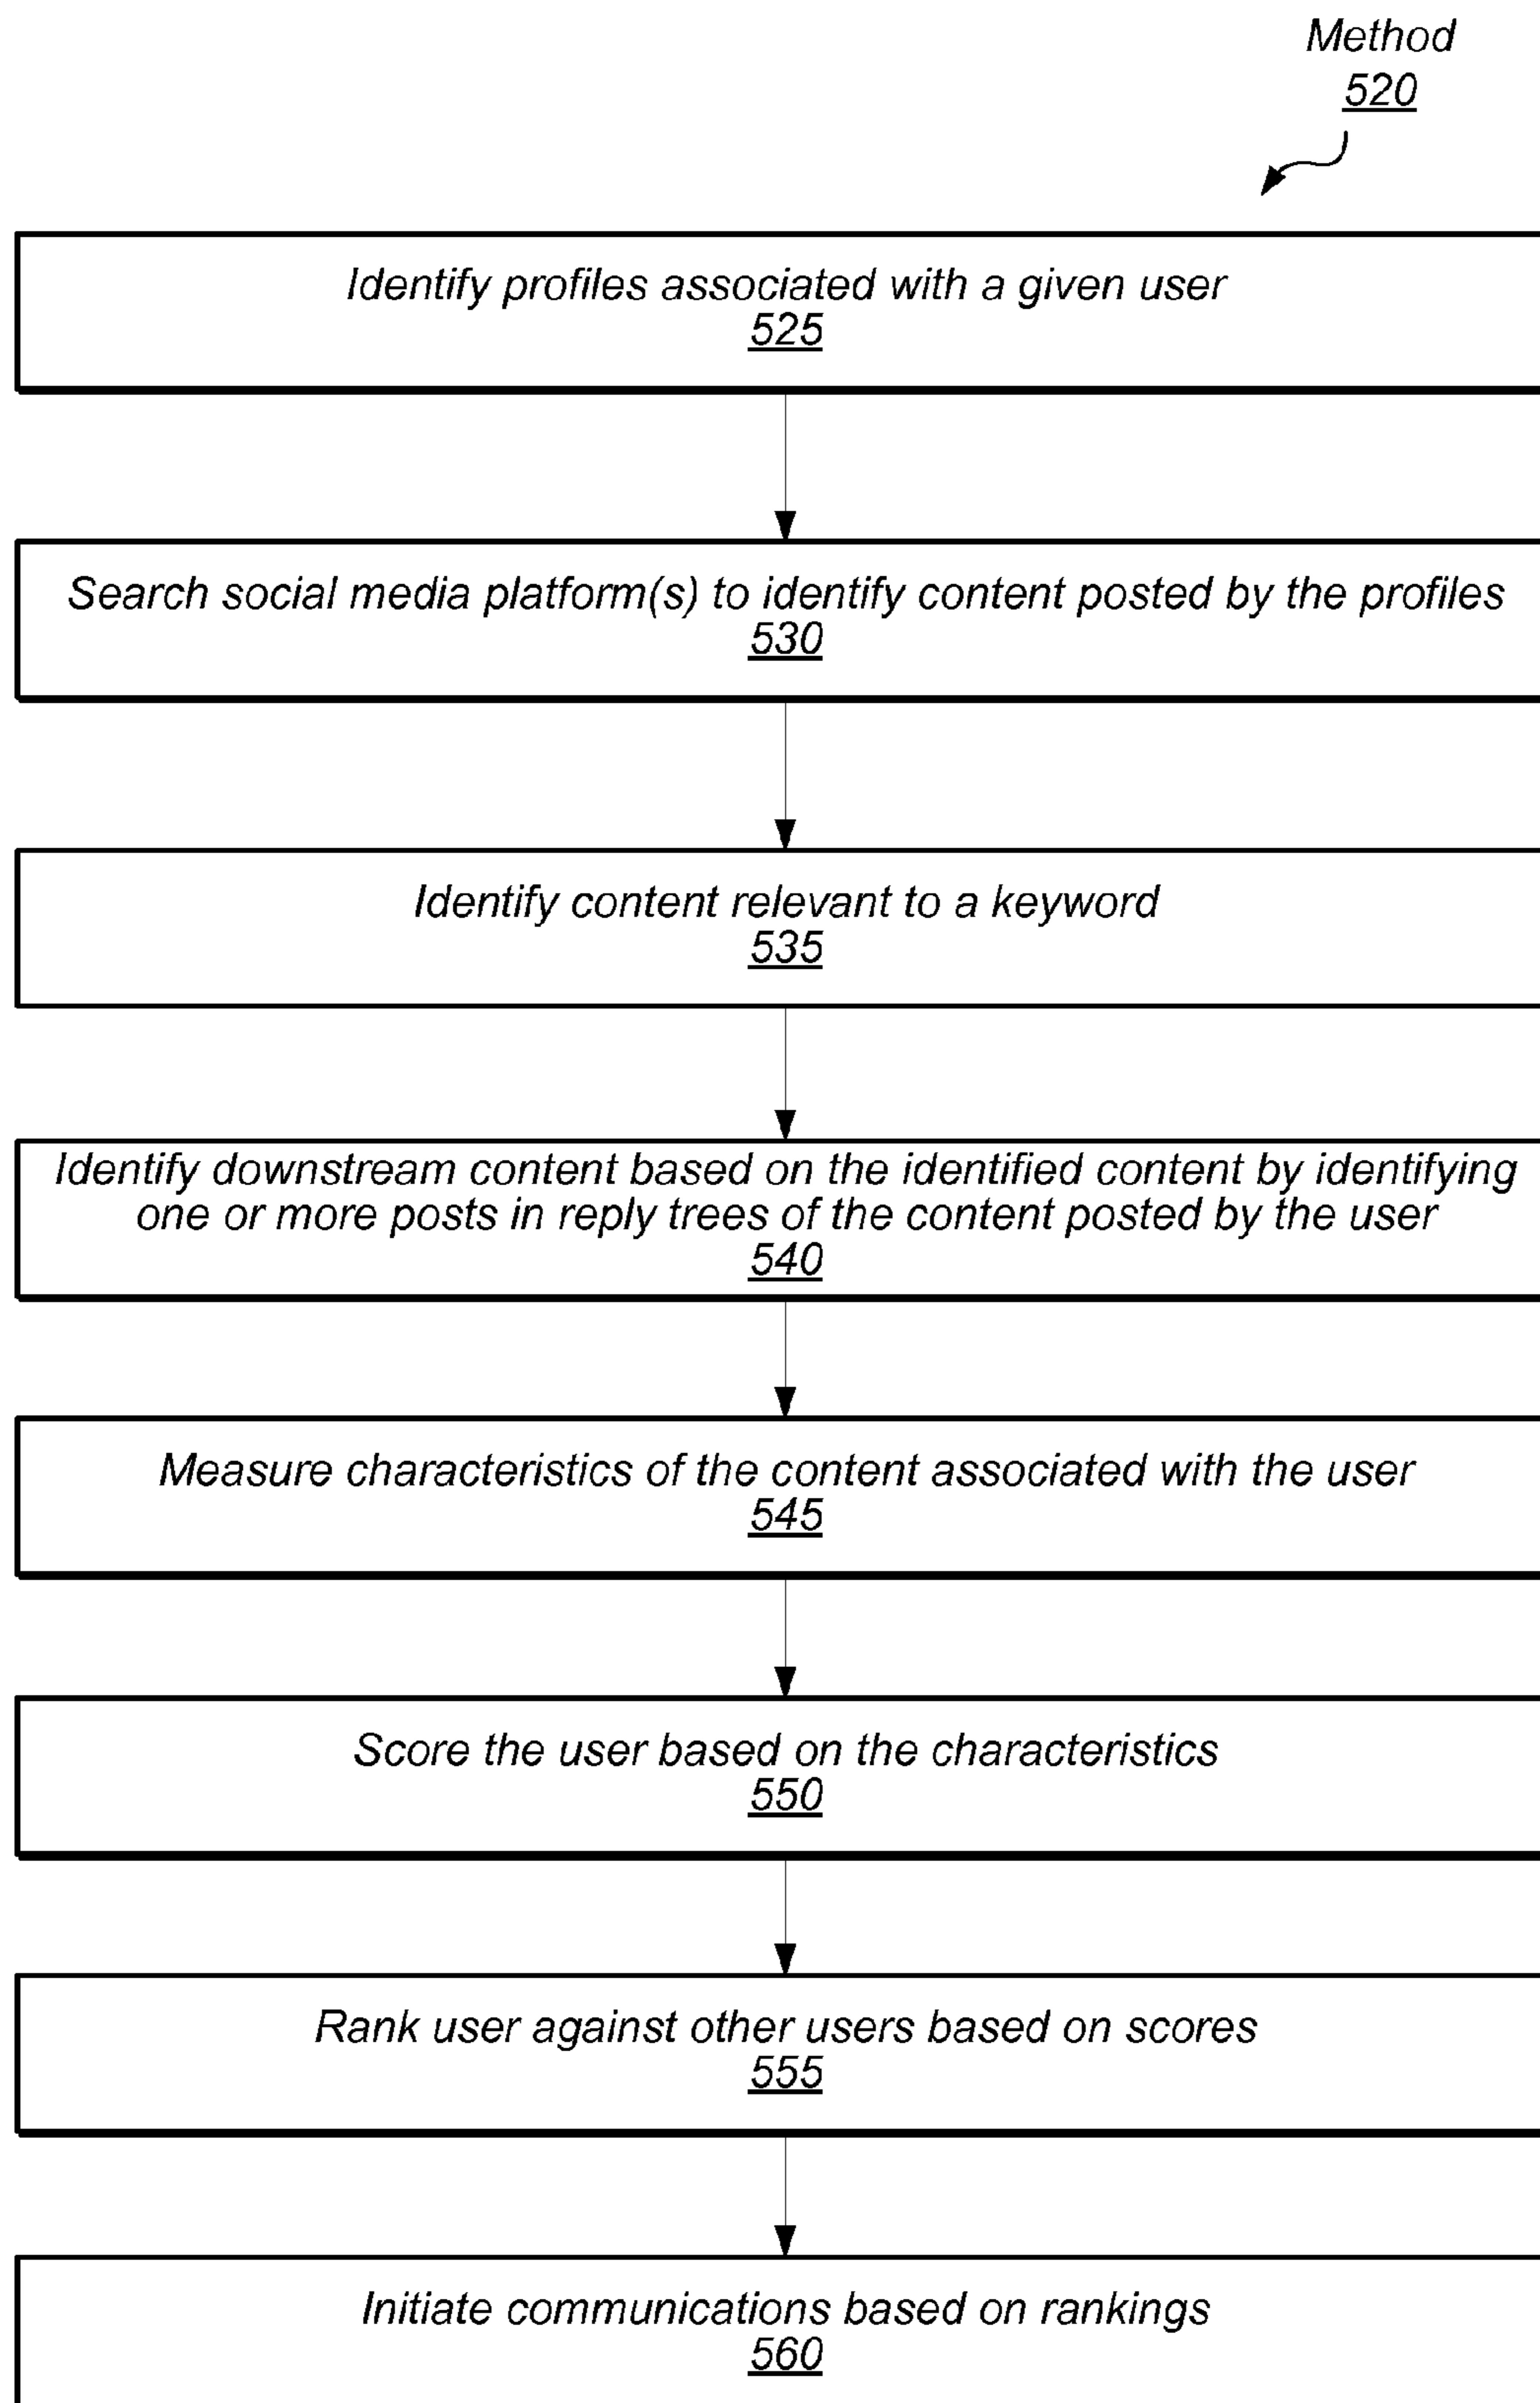 Method
520
Identify profiles associated with a given user
525
Search social media platform(s) to identify content posted by the profiles
530
Identify content relevant to a keyword
535
Identify downstream content based on the identified content by identifying
one or more posts in reply trees of the content posted by the user
540
Measure characteristics of the content associated with the user
545
Score the user based on the characteristics
550
Rank user against other users based on scores
555
Initiate communications based on rankings
560